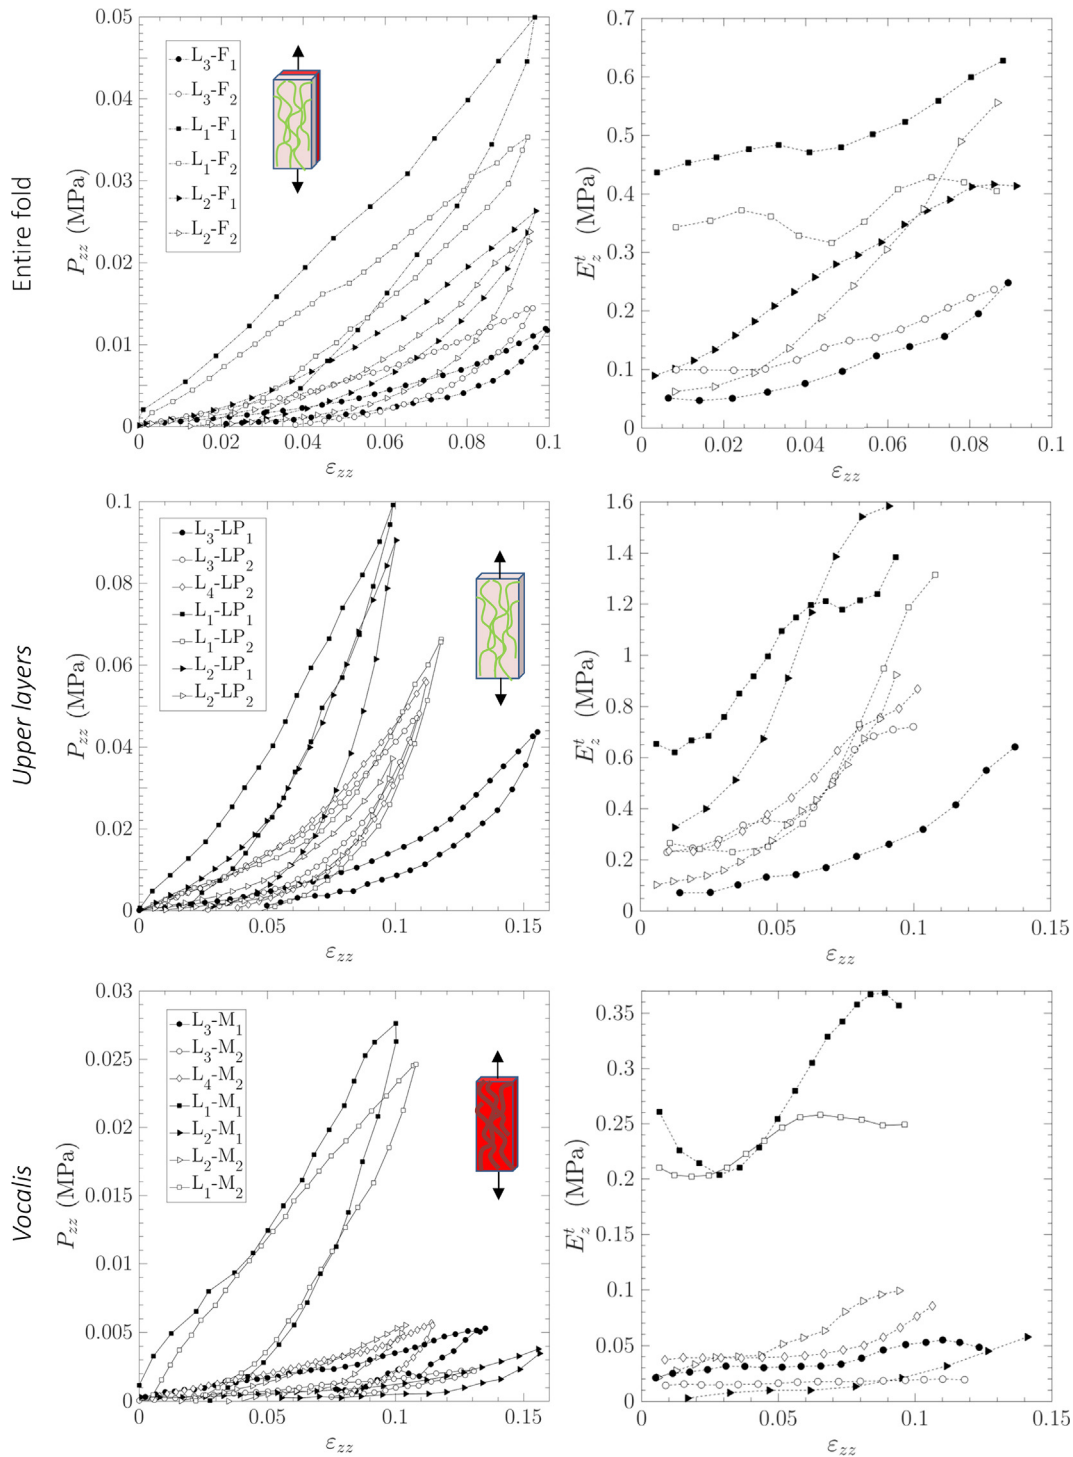 Entire fold
P_zz (MPa)
0.05
0.04
0.03
0.02
0.01
0
L₃-F₁
L₃-F₂
L₁-F₁
L₁-F₂
L₂-F₁
L₂-F₂
0 0.02 0.04 0.06 0.08 0.1
ε_zz
E_z^t (MPa)
0.7
0.6
0.5
0.4
0.3
0.2
0.1
0
0 0.02 0.04 0.06 0.08 0.1
ε_zz
Upper layers
P_zz (MPa)
0.1
0.08
0.06
0.04
0.02
0
L₃-LP₁
L₃-LP₂
L₄-LP₂
L₁-LP₁
L₁-LP₂
L₂-LP₁
L₂-LP₂
0 0.05 0.1 0.15
ε_zz
E_z^t (MPa)
1.6
1.4
1.2
1
0.8
0.6
0.4
0.2
0
0 0.05 0.1 0.15
ε_zz
Vocalis
P_zz (MPa)
0.03
0.025
0.02
0.015
0.01
0.005
0
L₃-M₁
L₃-M₂
L₄-M₂
L₁-M₁
L₂-M₁
L₂-M₂
L₁-M₂
0 0.05 0.1 0.15
ε_zz
E_z^t (MPa)
0.35
0.3
0.25
0.2
0.15
0.1
0.05
0
0 0.05 0.1 0.15
ε_zz